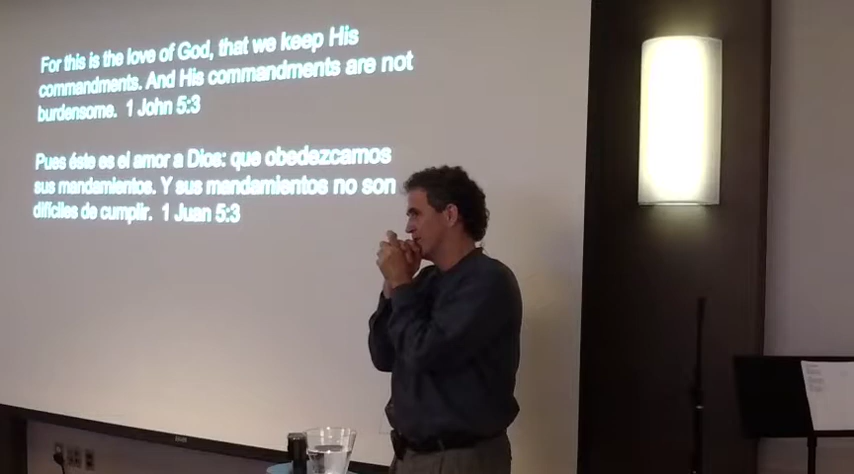 For this is the love of God, that we keep His
commandments. And His commandments are not
burdensome. 1 John 5:3
Pues éste es el amor a Dios: que obedezcamos
sus mandamientos. Y sus mandamientos no son
difíciles de cumplir. 1 Juan 5:3